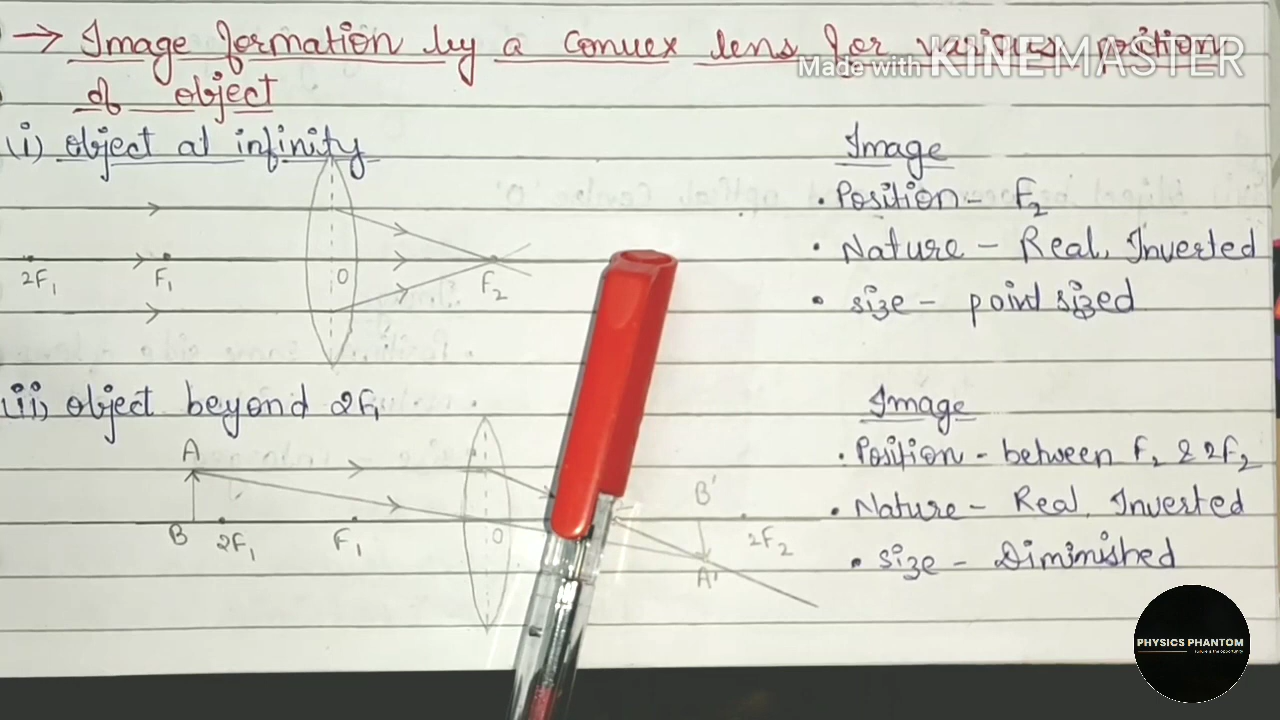 → Image formation by a convex lens for various position
Made with KINEMASTER
of object
(i) object at infinity
2F₁ F₁ O F₂
Image
• Position – F₂
• Nature – Real, Inverted
• size – point sized
(ii) object beyond 2F₁
A
B 2F₁ F₁ O B' 2F₂
A'
Image
• Position – between F₂ & 2F₂
• Nature – Real, Inverted
• size – Diminished
PHYSICS PHANTOM